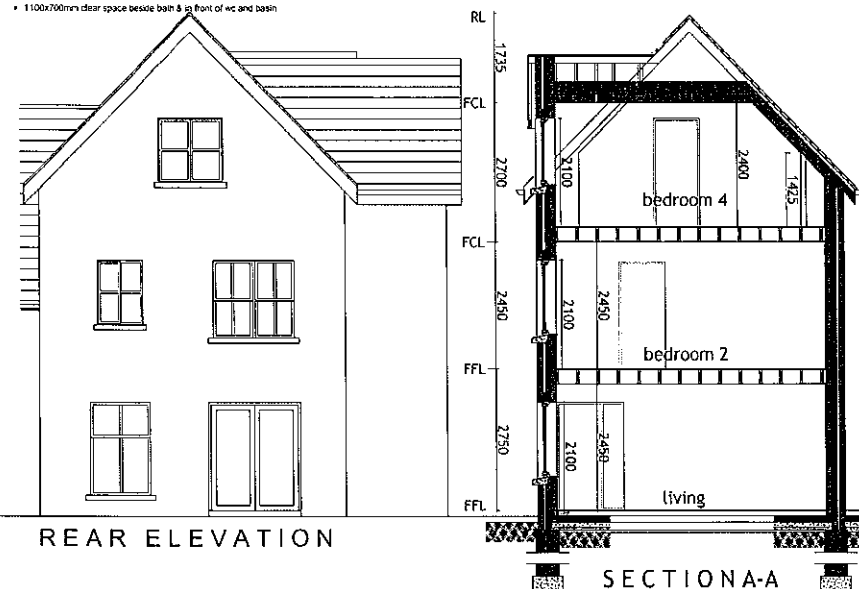 • 1100x700mm clear space beside bath & in front of wc and basin
RL
1735
FCL
2700
FCL
2450
FFL
2750
FFL
2100
2400
1425
bedroom 4
2100
2450
bedroom 2
2100
2450
living
REAR ELEVATION
SECTION A-A